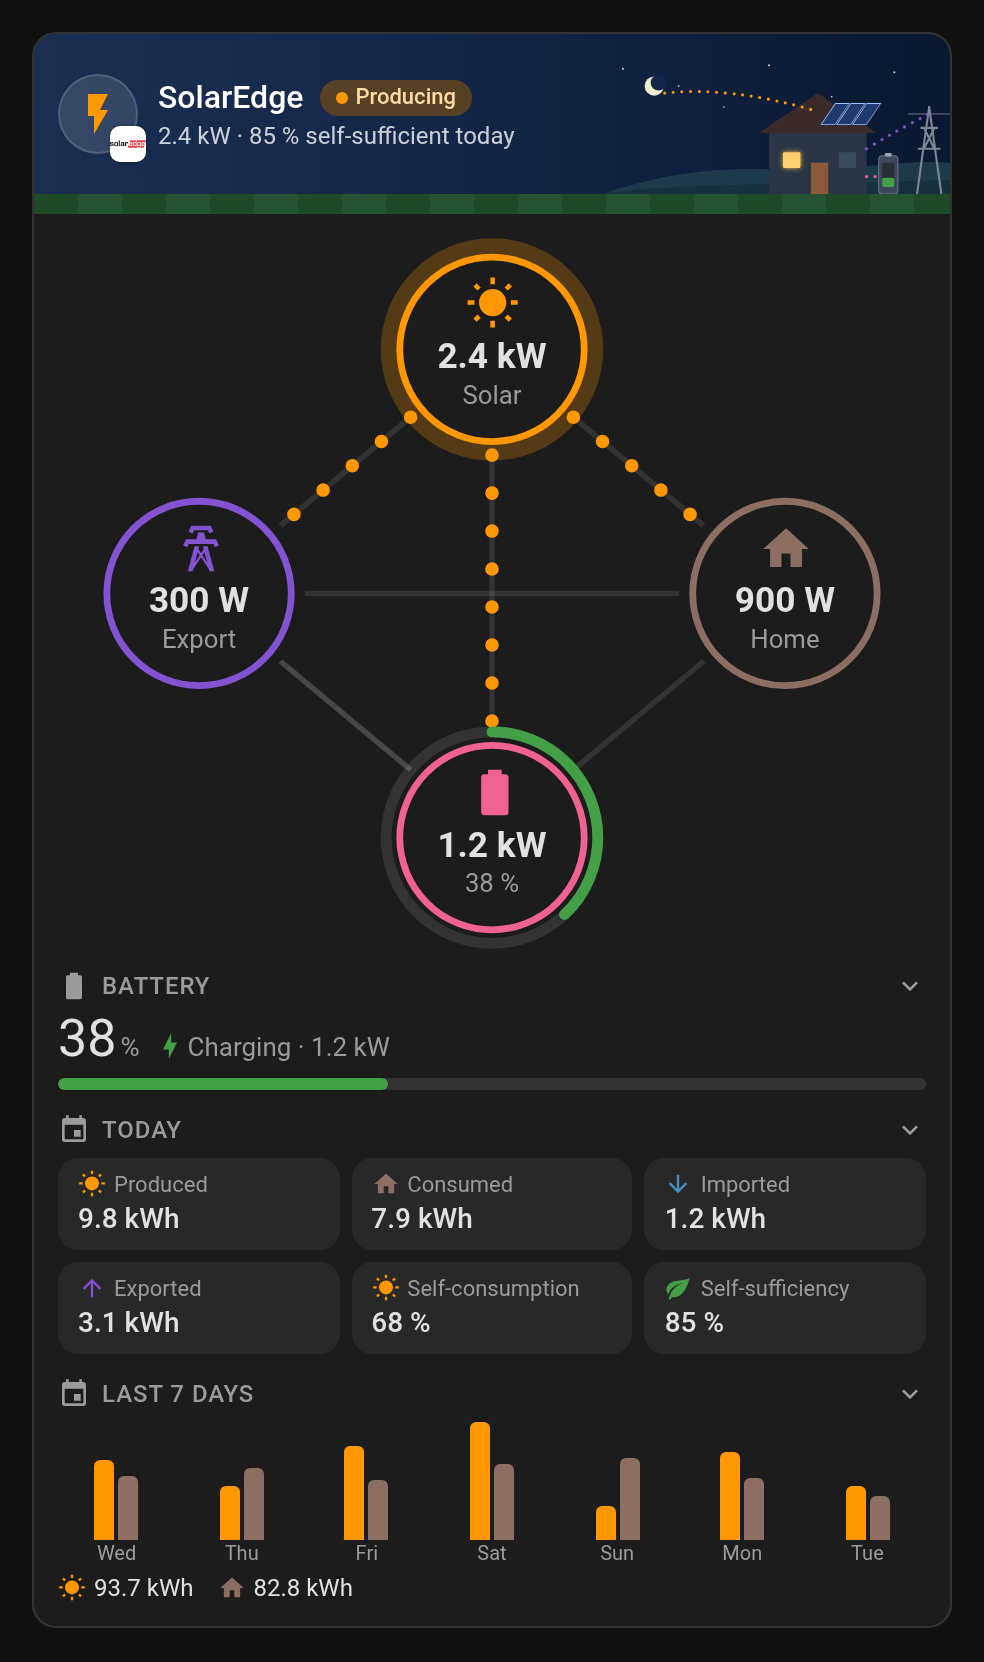 SolarEdge
Producing
solaredge
2.4 kW · 85 % self-sufficient today
2.4 kW
Solar
300 W
Export
900 W
Home
1.2 kW
38 %
BATTERY
38 %
Charging · 1.2 kW
TODAY
Produced
9.8 kWh
Consumed
7.9 kWh
Imported
1.2 kWh
Exported
3.1 kWh
Self-consumption
68 %
Self-sufficiency
85 %
LAST 7 DAYS
Wed
Thu
Fri
Sat
Sun
Mon
Tue
93.7 kWh
82.8 kWh